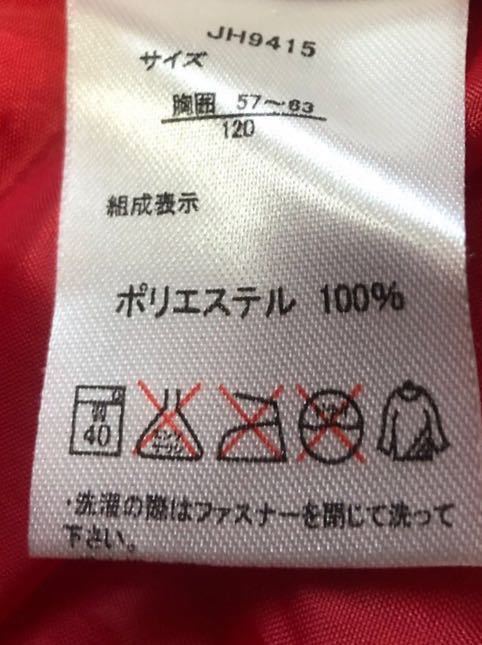 JH9415
サイズ
胸囲 57〜63
120
組成表示
ポリエステル 100%
40
・洗濯の際はファスナーを閉じて洗って
下さい。